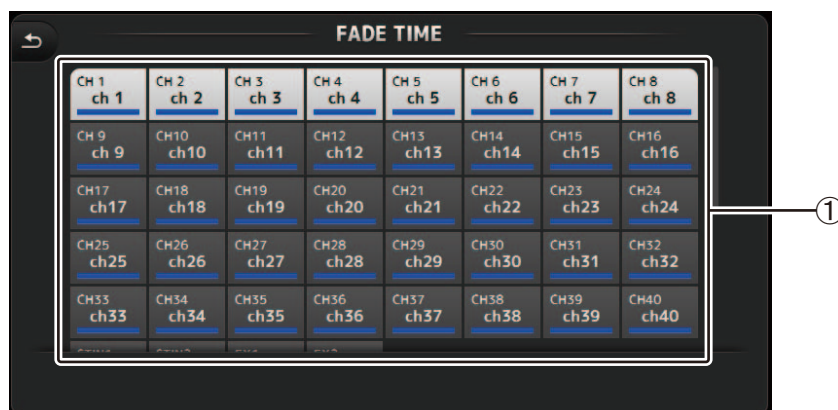 FADE TIME
CH 1 CH 2 CH 3 CH 4 CH 5 CH 6 CH 7 CH 8
ch 1 ch 2 ch 3 ch 4 ch 5 ch 6 ch 7 ch 8
CH 9 CH10 CH11 CH12 CH13 CH14 CH15 CH16
ch 9 ch10 ch11 ch12 ch13 ch14 ch15 ch16
①
CH17 CH18 CH19 CH20 CH21 CH22 CH23 CH24
ch17 ch18 ch19 ch20 ch21 ch22 ch23 ch24
CH25 CH26 CH27 CH28 CH29 CH30 CH31 CH32
ch25 ch26 ch27 ch28 ch29 ch30 ch31 ch32
CH33 CH34 CH35 CH36 CH37 CH38 CH39 CH40
ch33 ch34 ch35 ch36 ch37 ch38 ch39 ch40